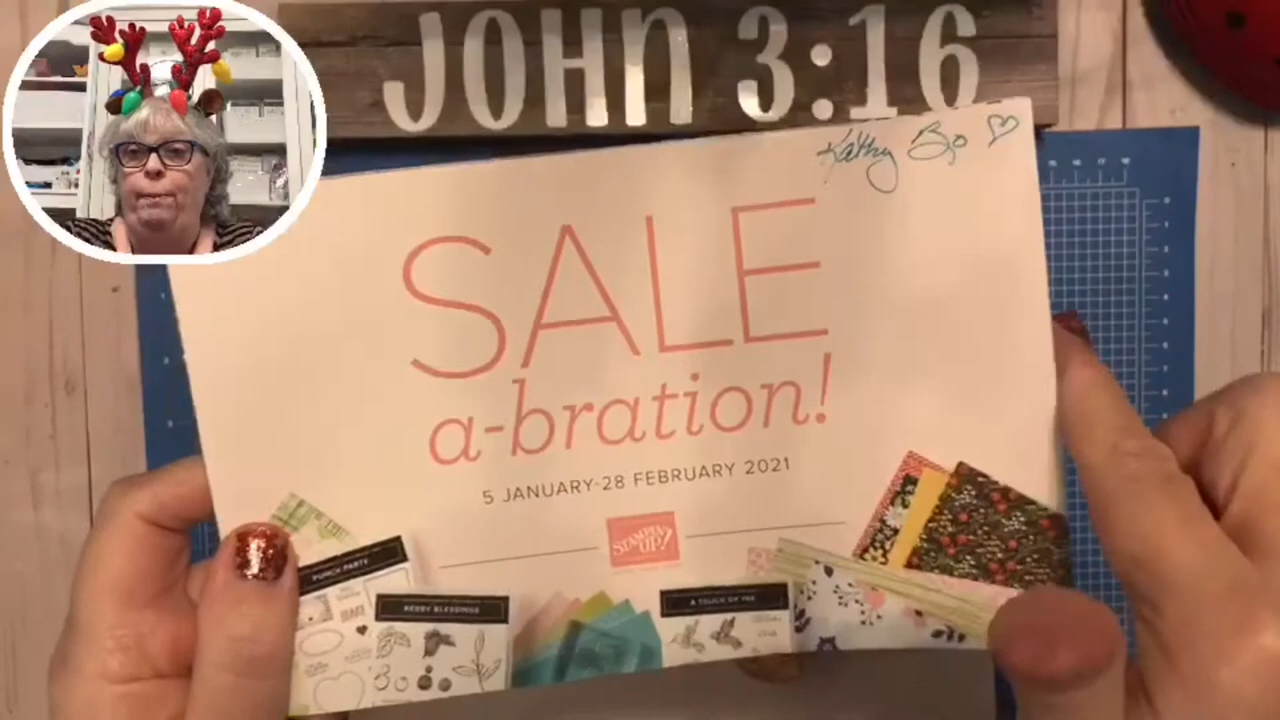 JOHN 3:16
Kathy Bo
SALE
a-bration!
5 JANUARY-28 FEBRUARY 2021
STAMPIN' UP!
PUNCH PARTY
BERRY BLESSINGS
A TOUCH OF INK